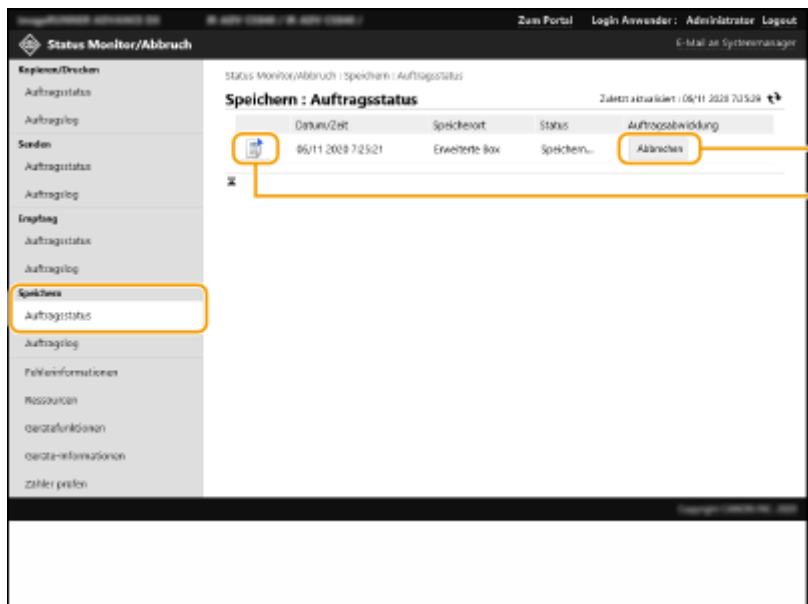 Zum Portal Login Anwender: Administrator Logout
Status Monitor/Abbruch
E-Mail an Systemmanager
Kopieren/Drucken
Auftragsstatus
Auftragslog
Senden
Auftragsstatus
Auftragslog
Empfang
Auftragsstatus
Auftragslog
Speichern
Auftragsstatus
Auftragslog
Fehlerinformationen
Ressourcen
Gerätefunktionen
Geräte-Informationen
Zähler prüfen
Status Monitor/Abbruch : Speichern : Auftragsstatus
Speichern : Auftragsstatus
Zuletzt aktualisiert : 06/11 2020 7:25:29
Datum/Zeit Speicherort Status Auftragsabwicklung
06/11 2020 7:25:21 Erweiterte Box Speichern... Abbrechen